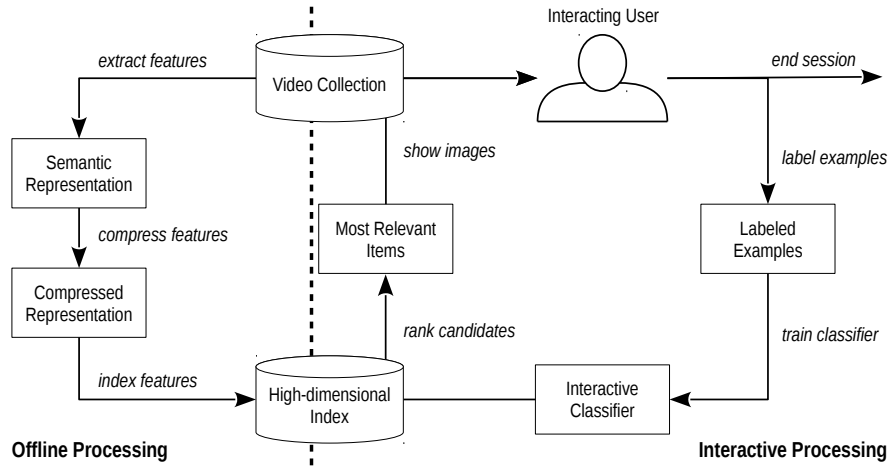 Interacting User
extract features
Video Collection
end session
Semantic
Representation
show images
label examples
compress features
Most Relevant
Items
Labeled
Examples
Compressed
Representation
rank candidates
train classifier
index features
High-dimensional
Index
Interactive
Classifier
Offline Processing
Interactive Processing